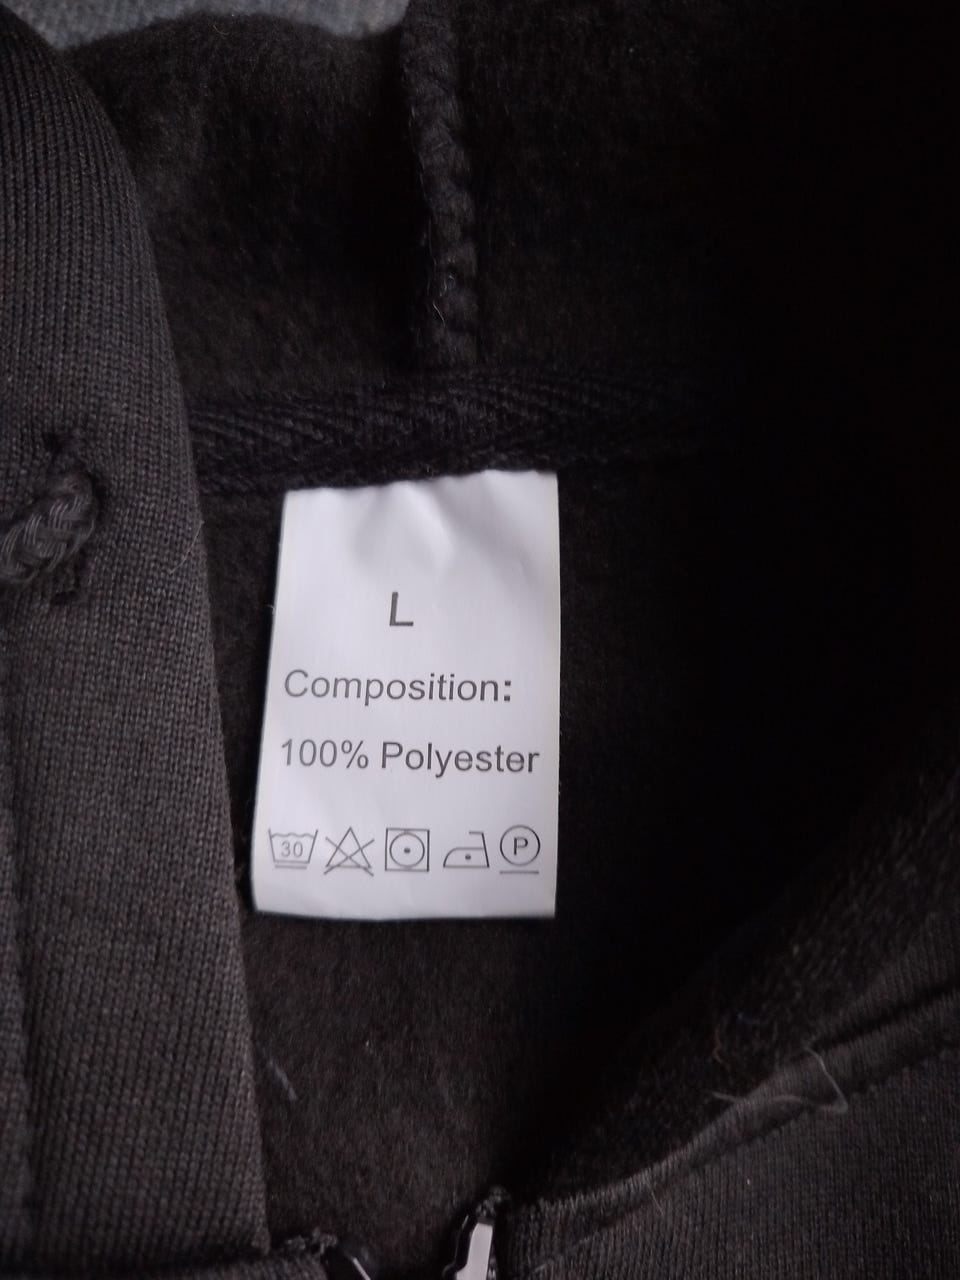 L
Composition:
100% Polyester
30 P